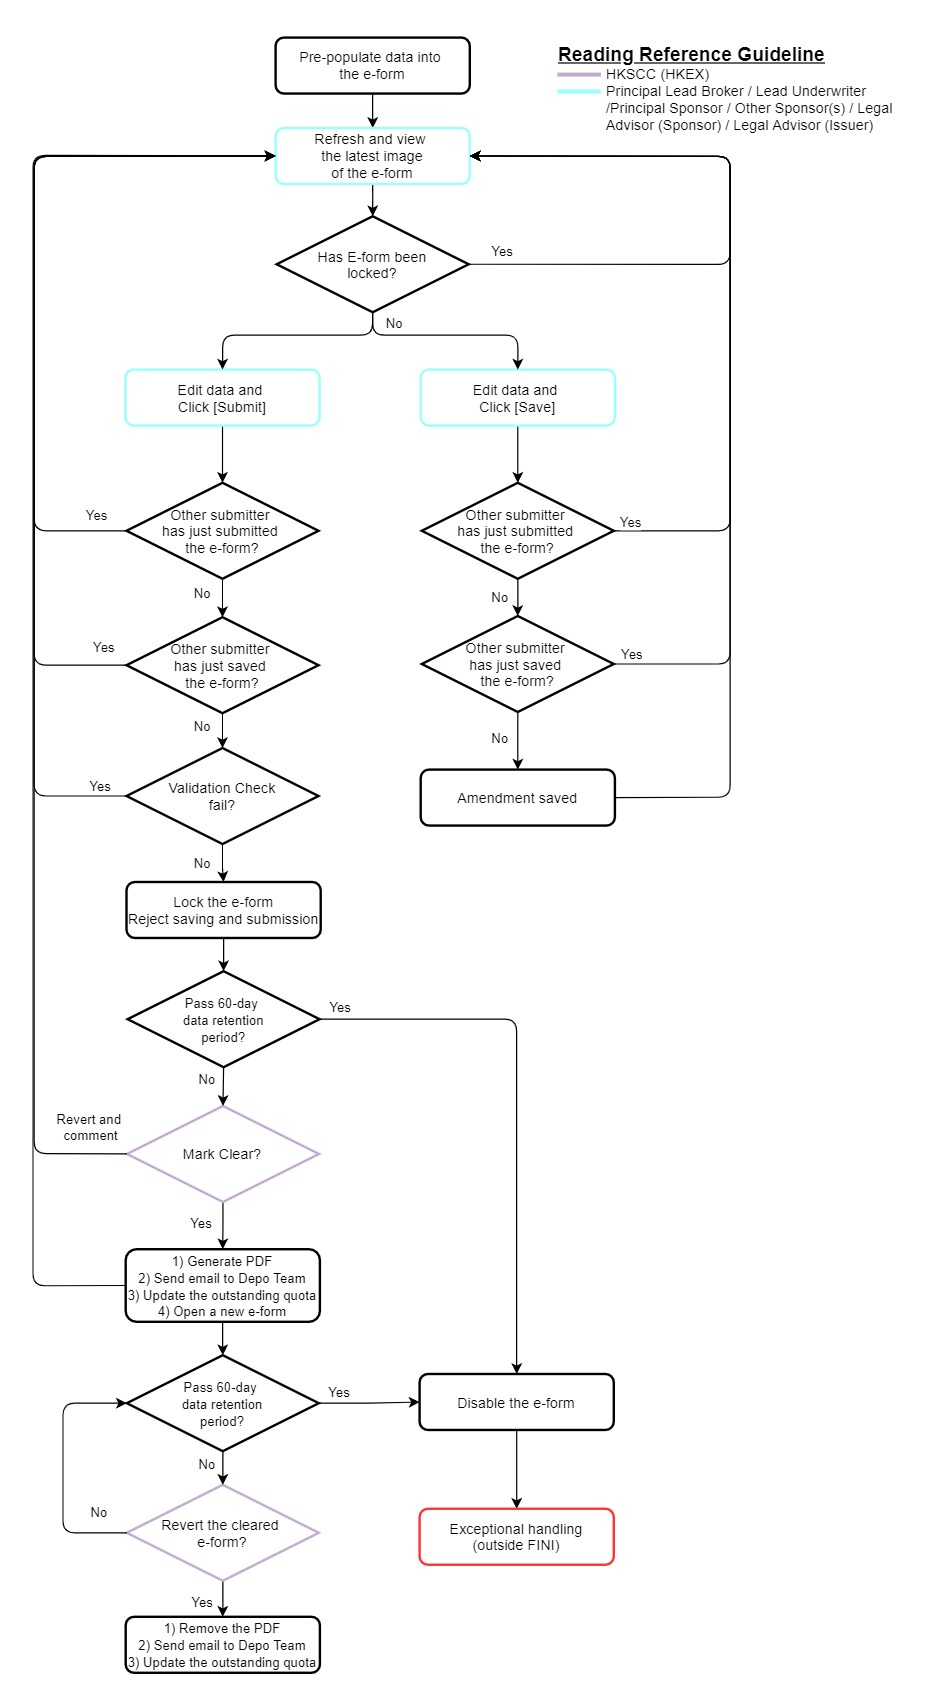 Pre-populate data into
the e-form
Reading Reference Guideline
HKSCC (HKEX)
Principal Lead Broker / Lead Underwriter
/Principal Sponsor / Other Sponsor(s) / Legal
Advisor (Sponsor) / Legal Advisor (Issuer)
Refresh and view
the latest image
of the e-form
Has E-form been
locked?
Yes
No
Edit data and
Click [Submit]
Edit data and
Click [Save]
Other submitter
has just submitted
the e-form?
Yes
Other submitter
has just submitted
the e-form?
Yes
No
No
Other submitter
has just saved
the e-form?
Yes
Other submitter
has just saved
the e-form?
Yes
No
No
Validation Check
fail?
Yes
Amendment saved
No
Lock the e-form
Reject saving and submission
Pass 60-day
data retention
period?
Yes
No
Revert and
comment
Mark Clear?
Yes
1) Generate PDF
2) Send email to Depo Team
3) Update the outstanding quota
4) Open a new e-form
Pass 60-day
data retention
period?
Yes
Disable the e-form
No
No
Revert the cleared
e-form?
Exceptional handling
(outside FINI)
Yes
1) Remove the PDF
2) Send email to Depo Team
3) Update the outstanding quota